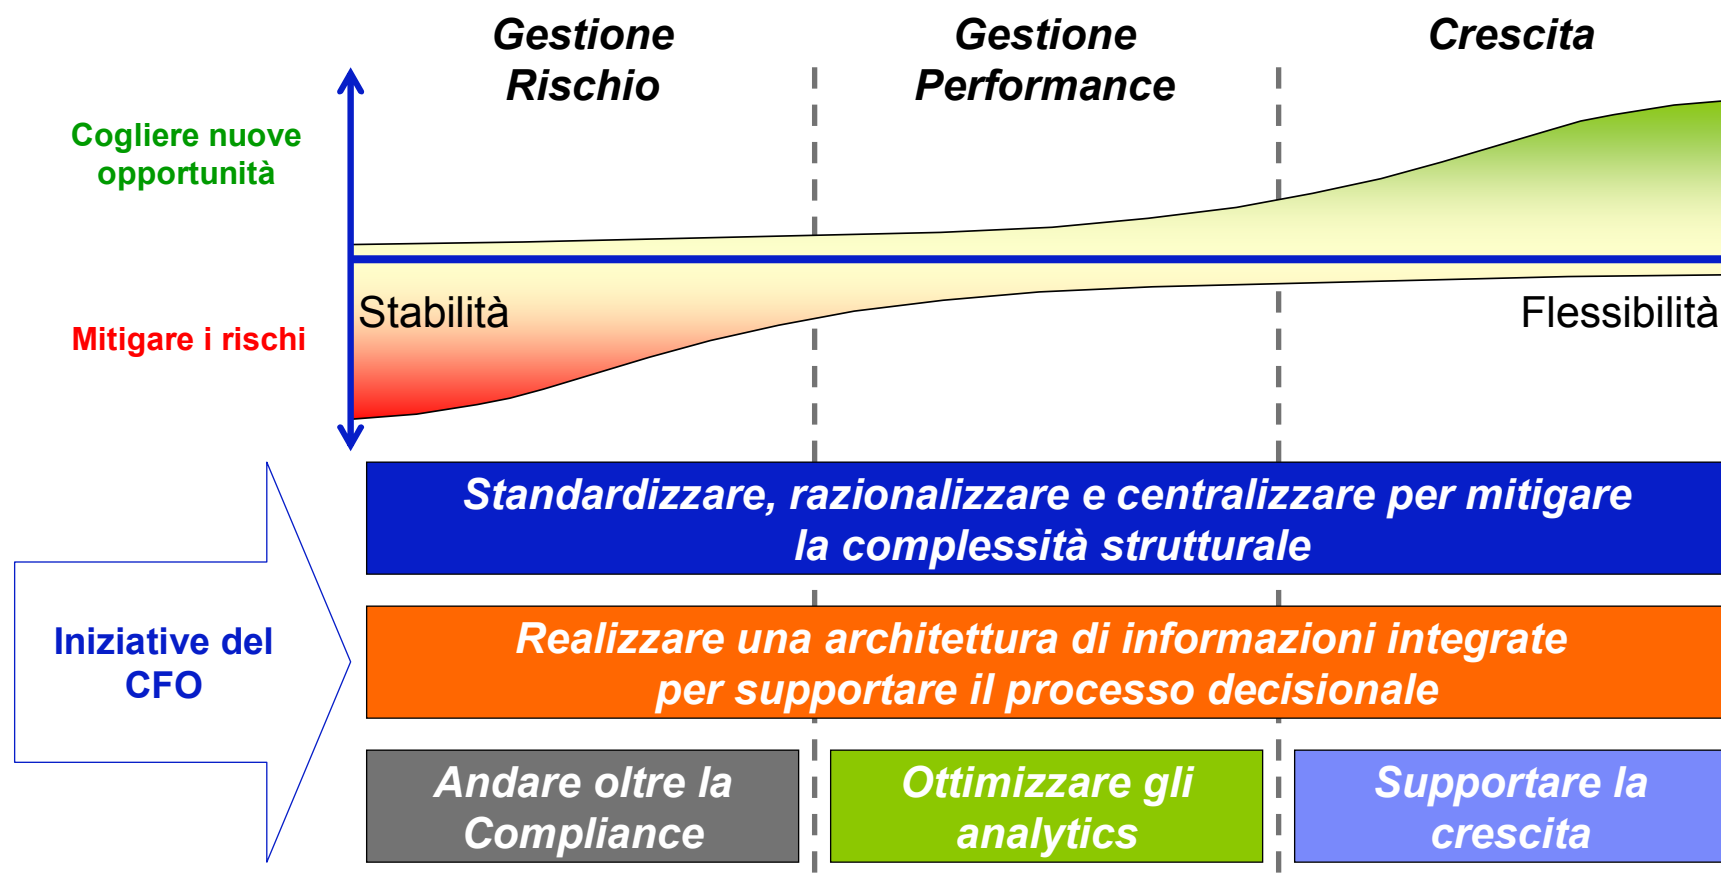 Gestione
Rischio
Gestione
Performance
Crescita
Cogliere nuove
opportunità
Stabilità
Flessibilità
Mitigare i rischi
Standardizzare, razionalizzare e centralizzare per mitigare
la complessità strutturale
Iniziative del
CFO
Realizzare una architettura di informazioni integrate
per supportare il processo decisionale
Andare oltre la
Compliance
Ottimizzare gli
analytics
Supportare la
crescita